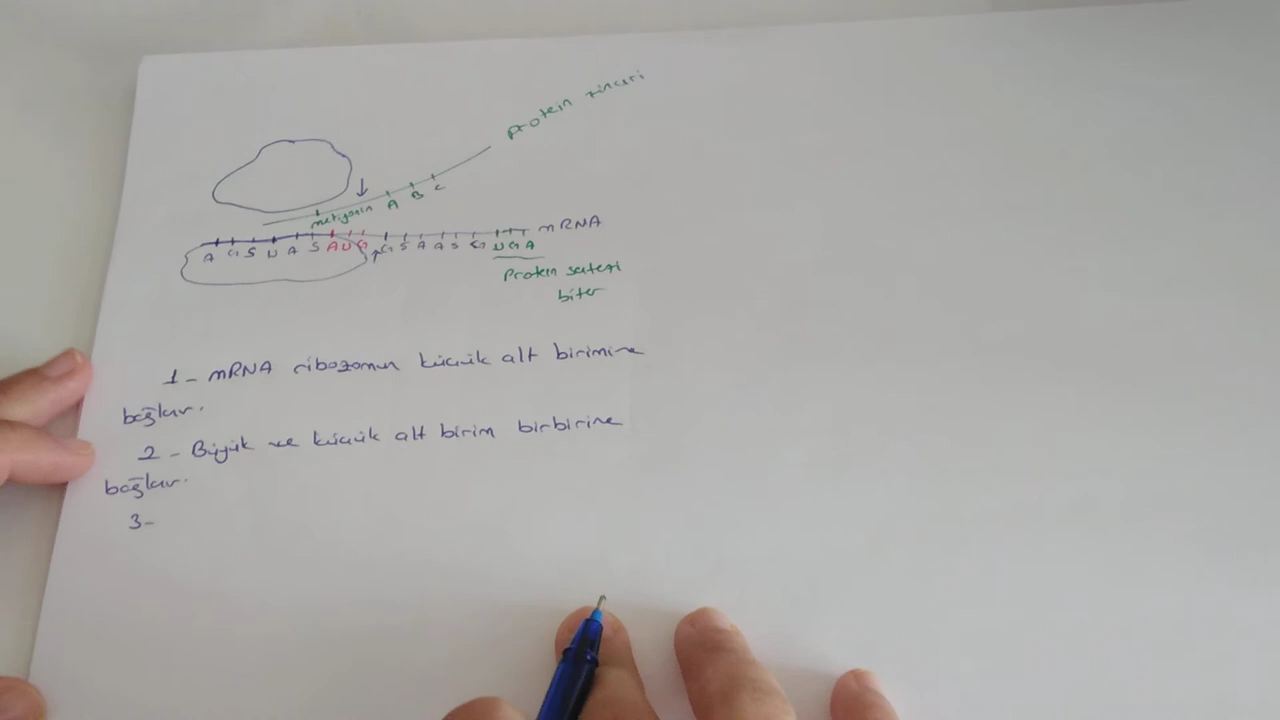 Protein zinciri
metiyonin A B C
mRNA
A G S U A S A U G G S A A S G U G A
Protein sentezi
biter
1- mRNA ribozomun küçük alt birimine
bağlar.
2- Büyük ve küçük alt birim birbirine
bağlar.
3-